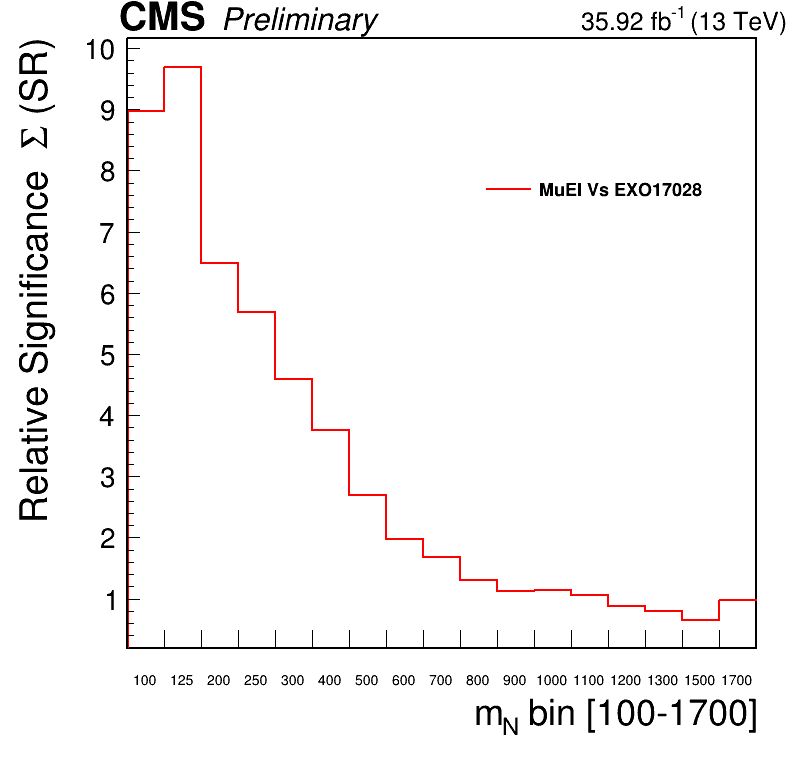 CMS Preliminary 35.92 fb⁻¹ (13 TeV)
Relative Significance Σ (SR)
10
9
8
7
6
5
4
3
2
1
MuEl Vs EXO17028
100 125 200 250 300 400 500 600 700 800 900 1000 1100 1200 1300 1500 1700
m_N bin [100-1700]